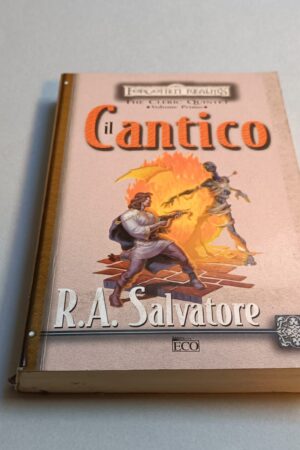 FORGOTTEN REALMS
THE CLERIC QUINTET
• Volume Primo •
il
Cantico
R.A. Salvatore
ECO